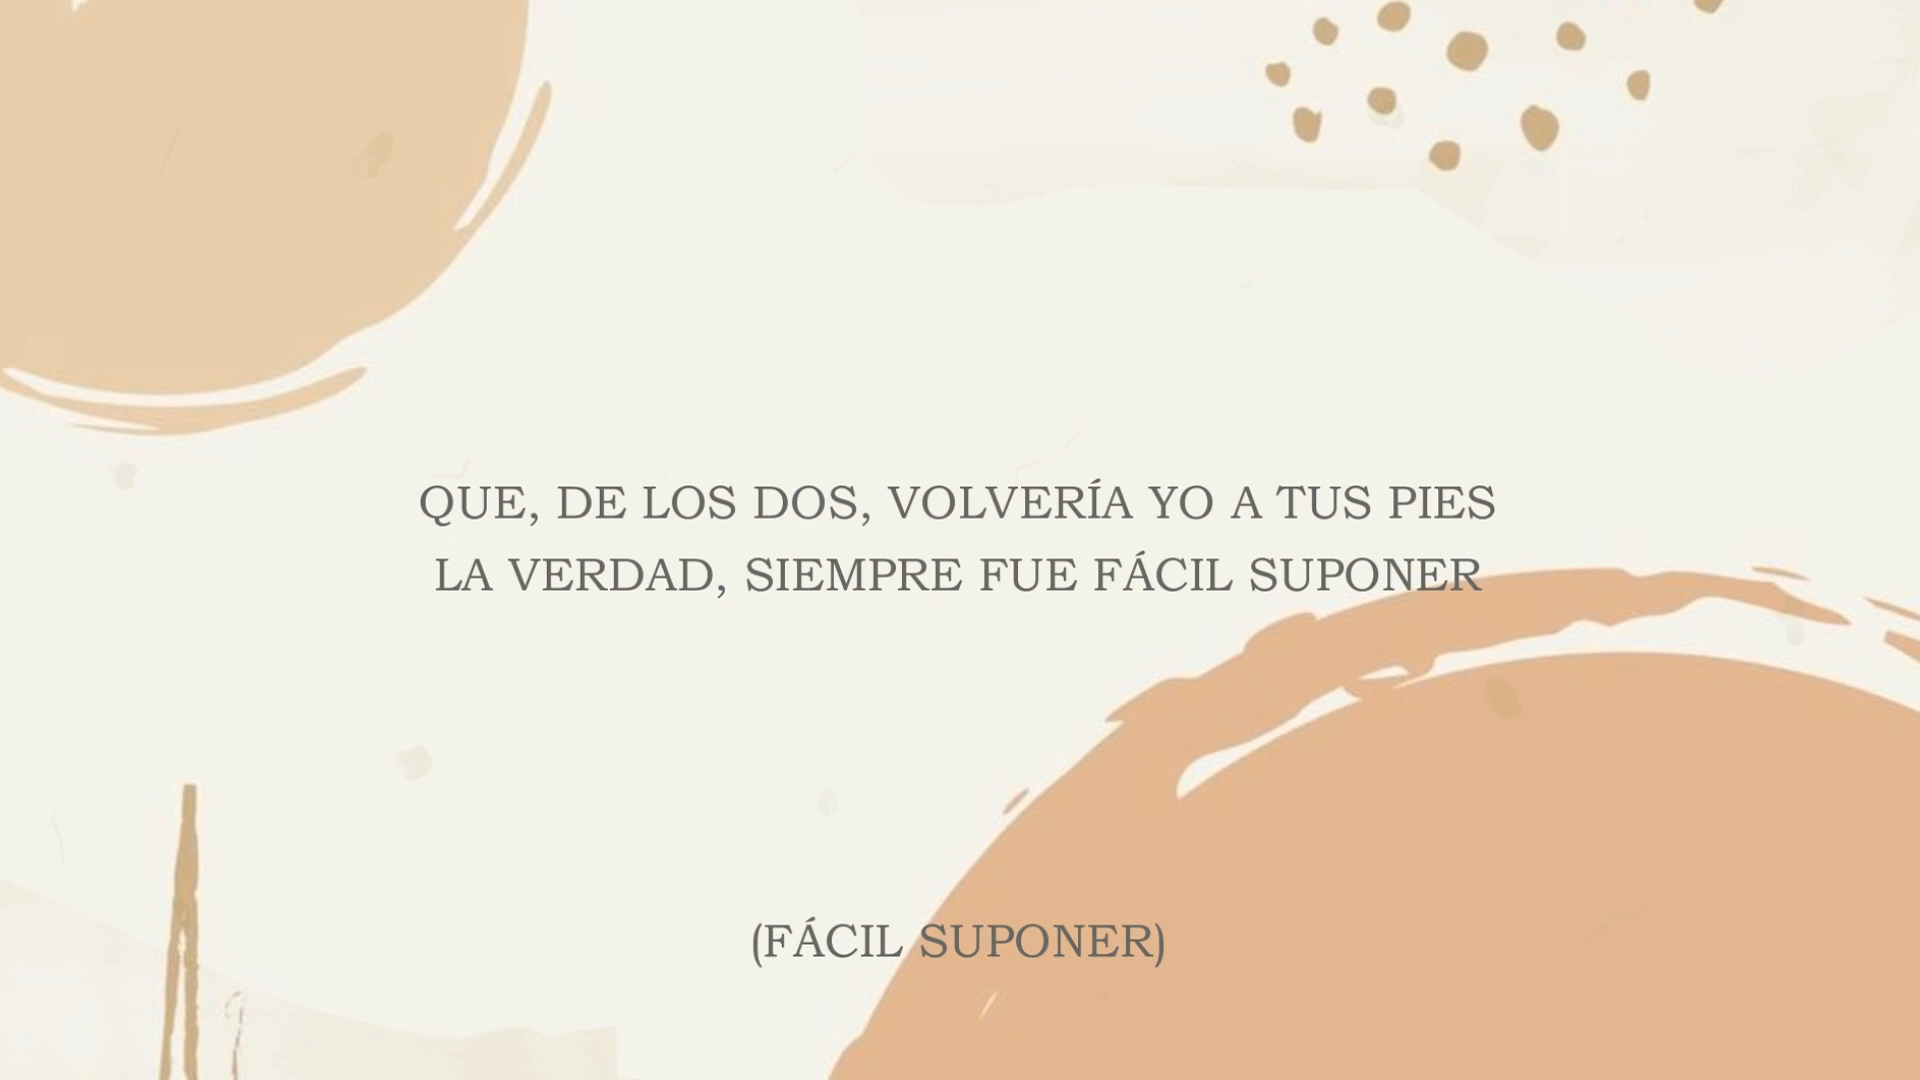 QUE, DE LOS DOS, VOLVERÍA YO A TUS PIES
LA VERDAD, SIEMPRE FUE FÁCIL SUPONER
(FÁCIL SUPONER)